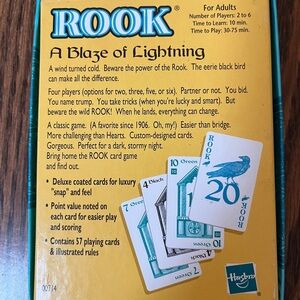 ROOK®
For Adults
Number of Players: 2 to 6
Time to Learn: 10 min.
Time to Play: 30-75 min.
A Blaze of Lightning
A wind turned cold. Beware the power of the Rook. The eerie black bird
can make all the difference.
Four players (options for two, three, five, or six). Partner or not. You bid.
You name trump. You take tricks (when you're lucky and smart). But
beware the wild ROOK! When he lands, everything can change.
A classic game. (A favorite since 1906. Oh, my!) Easier than bridge.
More challenging than Hearts. Custom-designed cards.
Gorgeous. Perfect for a dark, stormy night.
Bring home the ROOK card game
and find out.
• Deluxe coated cards for luxury
"snap" and feel
• Point value noted on
each card for easier play
and scoring
• Contains 57 playing cards
& illustrated rules
7 Green
4 Black
10 Green
ROOK
20
Hasbro
00714